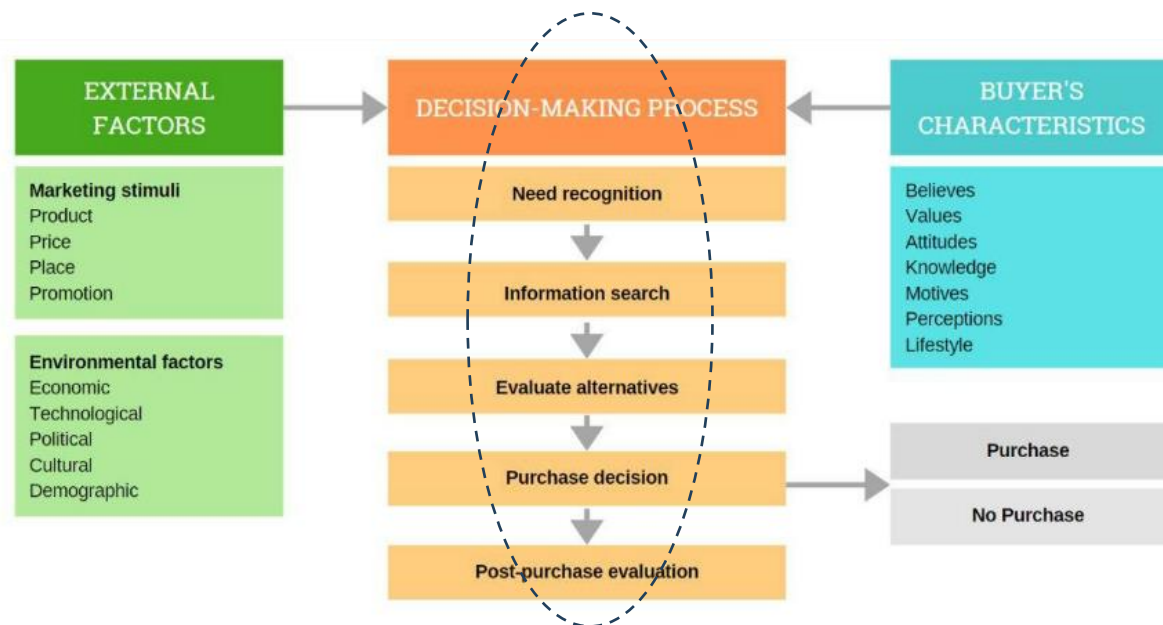 EXTERNAL
FACTORS
Marketing stimuli
Product
Price
Place
Promotion
Environmental factors
Economic
Technological
Political
Cultural
Demographic
DECISION-MAKING PROCESS
Need recognition
Information search
Evaluate alternatives
Purchase decision
Post-purchase evaluation
BUYER'S
CHARACTERISTICS
Believes
Values
Attitudes
Knowledge
Motives
Perceptions
Lifestyle
Purchase
No Purchase